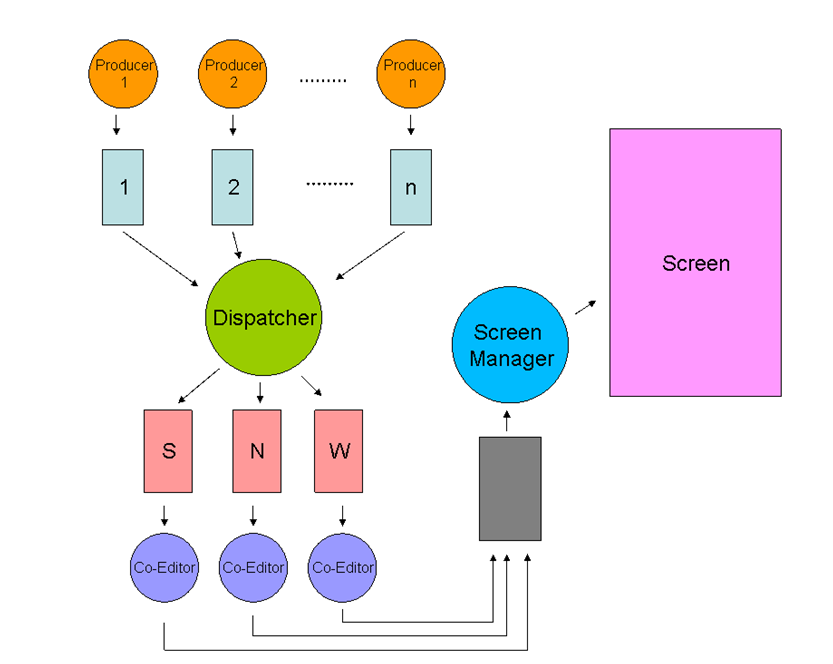 Producer
1
Producer
2
.........
Producer
n
1
2
.........
n
Dispatcher
Screen
Manager
Screen
S
N
W
Co-Editor
Co-Editor
Co-Editor